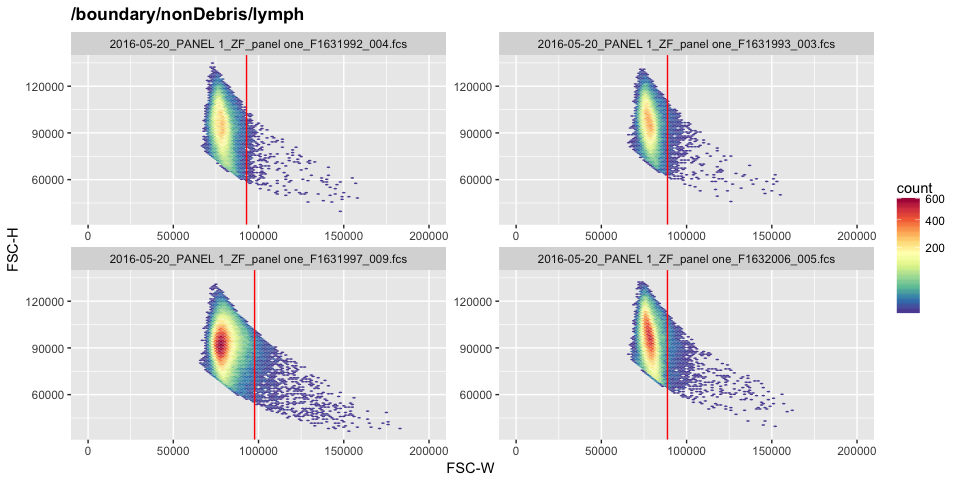 /boundary/nonDebris/lymph
2016-05-20_PANEL 1_ZF_panel one_F1631992_004.fcs
2016-05-20_PANEL 1_ZF_panel one_F1631993_003.fcs
120000
90000
60000
0 50000 100000 150000 200000
120000
90000
60000
0 50000 100000 150000 200000
2016-05-20_PANEL 1_ZF_panel one_F1631997_009.fcs
2016-05-20_PANEL 1_ZF_panel one_F1632006_005.fcs
120000
90000
60000
0 50000 100000 150000 200000
120000
90000
60000
0 50000 100000 150000 200000
FSC-H
FSC-W
count
600
400
200